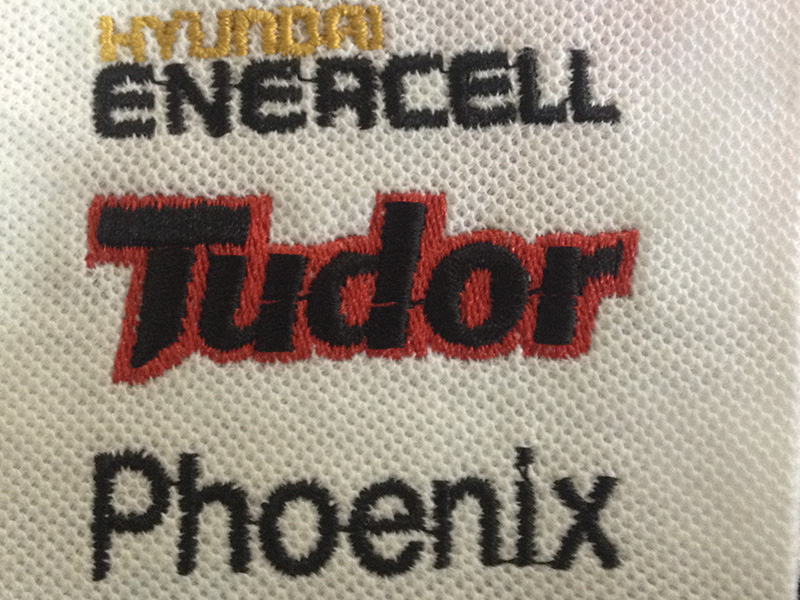 HYUNDAI
ENERCELL
Tudor
Phoenix